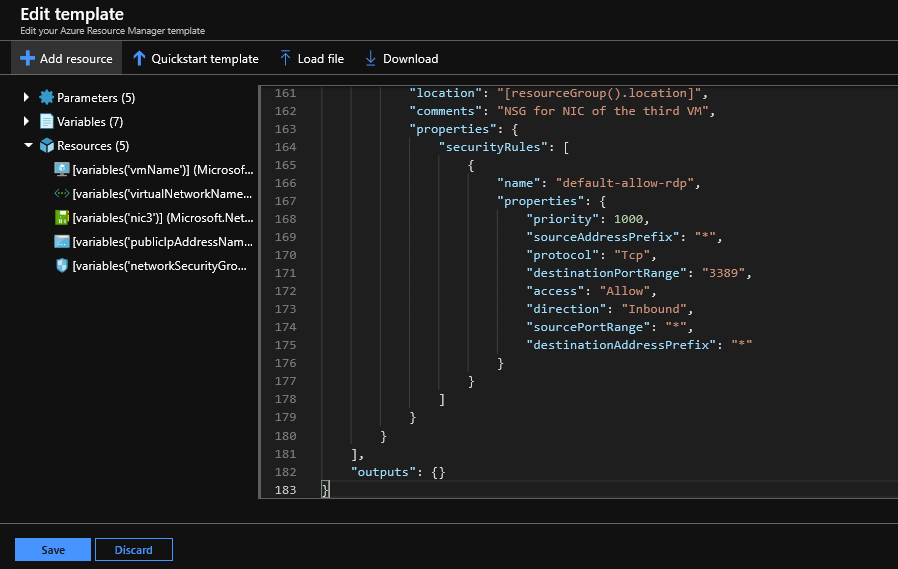 Edit template
Edit your Azure Resource Manager template
Add resource Quickstart template Load file Download
Parameters (5)
Variables (7)
Resources (5)
[variables('vmName')] (Microsof...
[variables('virtualNetworkName...
[variables('nic3')] (Microsoft.Net...
[variables('publicIpAddressNam...
[variables('networkSecurityGro...
161 "location": "[resourceGroup().location]",
162 "comments": "NSG for NIC of the third VM",
163 "properties": {
164 "securityRules": [
165 {
166 "name": "default-allow-rdp",
167 "properties": {
168 "priority": 1000,
169 "sourceAddressPrefix": "*",
170 "protocol": "Tcp",
171 "destinationPortRange": "3389",
172 "access": "Allow",
173 "direction": "Inbound",
174 "sourcePortRange": "*",
175 "destinationAddressPrefix": "*"
176 }
177 }
178 ]
179 }
180 }
181 ],
182 "outputs": {}
183 }
Save Discard